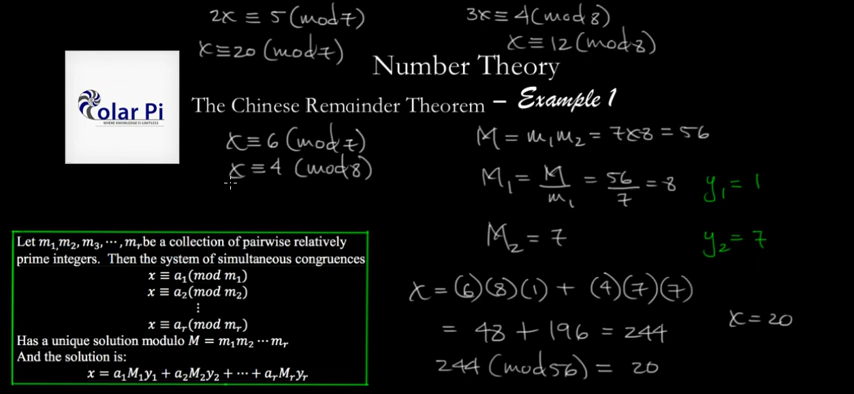 2x ≡ 5 (mod 7)
3x ≡ 4 (mod 8)
x ≡ 20 (mod 7)
x ≡ 12 (mod 8)
Number Theory
olar Pi
The Chinese Remainder Theorem – Example 1
x ≡ 6 (mod 7)
x ≡ 4 (mod 8)
M = m₁m₂ = 7x8 = 56
M₁ = M/m₁ = 56/7 = 8
y₁ = 1
M₂ = 7
y₂ = 7
Let m₁,m₂,m₃,⋯,mᵣ be a collection of pairwise relatively
prime integers. Then the system of simultaneous congruences
x ≡ a₁(mod m₁)
x ≡ a₂(mod m₂)
⋮
x ≡ aᵣ(mod mᵣ)
Has a unique solution modulo M = m₁m₂⋯mᵣ
And the solution is:
x = a₁M₁y₁ + a₂M₂y₂ + ⋯ + aᵣMᵣyᵣ
x = (6)(8)(1) + (4)(7)(7)
= 48 + 196 = 244
x = 20
244 (mod 56) = 20